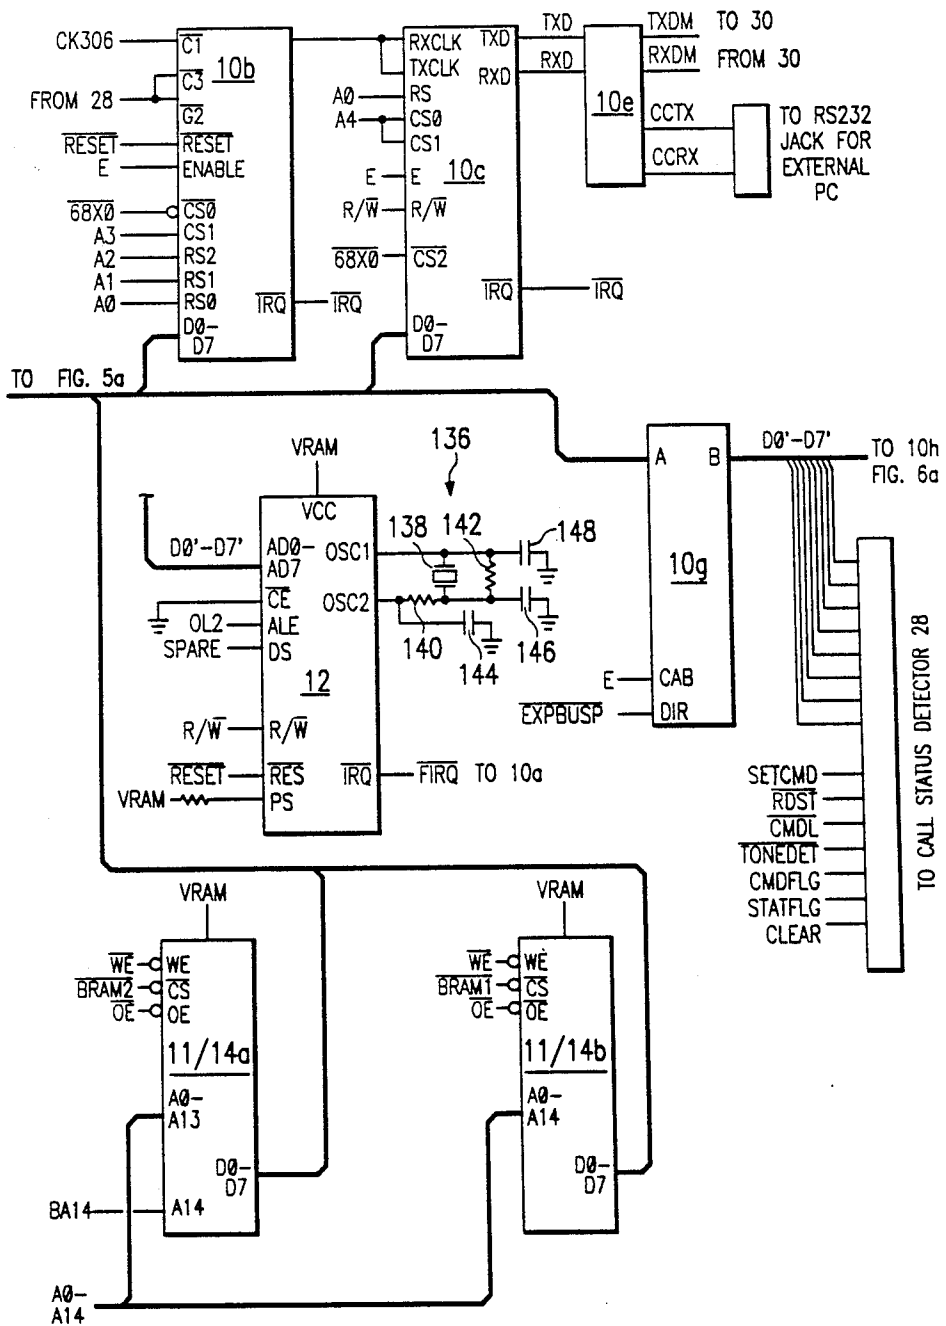 CK306
C1
10b
C3
FROM 28
G2
RESET
RESET
E
ENABLE
68X0
CS0
A3
CS1
A2
RS2
A1
RS1
A0
RS0
IRQ
IRQ
D0-
D7
RXCLK
TXD
TXCLK
RXD
A0
RS
A4
CS0
CS1
10c
E
E
R/W
R/W
68X0
CS2
IRQ
IRQ
D0-
D7
TXD
RXD
10e
TXDM
TO 30
RXDM
FROM 30
CCTX
CCRX
TO RS232
JACK FOR
EXTERNAL
PC
TO FIG. 5a
VRAM
VCC
136
138
142
148
D0'-D7'
AD0-
AD7
OSC1
CE
OSC2
OL2
ALE
SPARE
DS
140
144
146
12
R/W
R/W
RESET
RES
IRQ
FIRQ TO 10a
VRAM
PS
A
B
10g
E
CAB
EXPBUSP
DIR
D0'-D7'
TO 10h
FIG. 6a
SETCMD
RDST
CMDL
TONEDET
CMDFLG
STATFLG
CLEAR
TO CALL STATUS DETECTOR 28
VRAM
WE
WE
BRAM2
CS
OE
OE
11/14a
A0-
A13
D0-
D7
BA14
A14
VRAM
WE
WE
BRAM1
CS
OE
OE
11/14b
A0-
A14
D0-
D7
A0-
A14